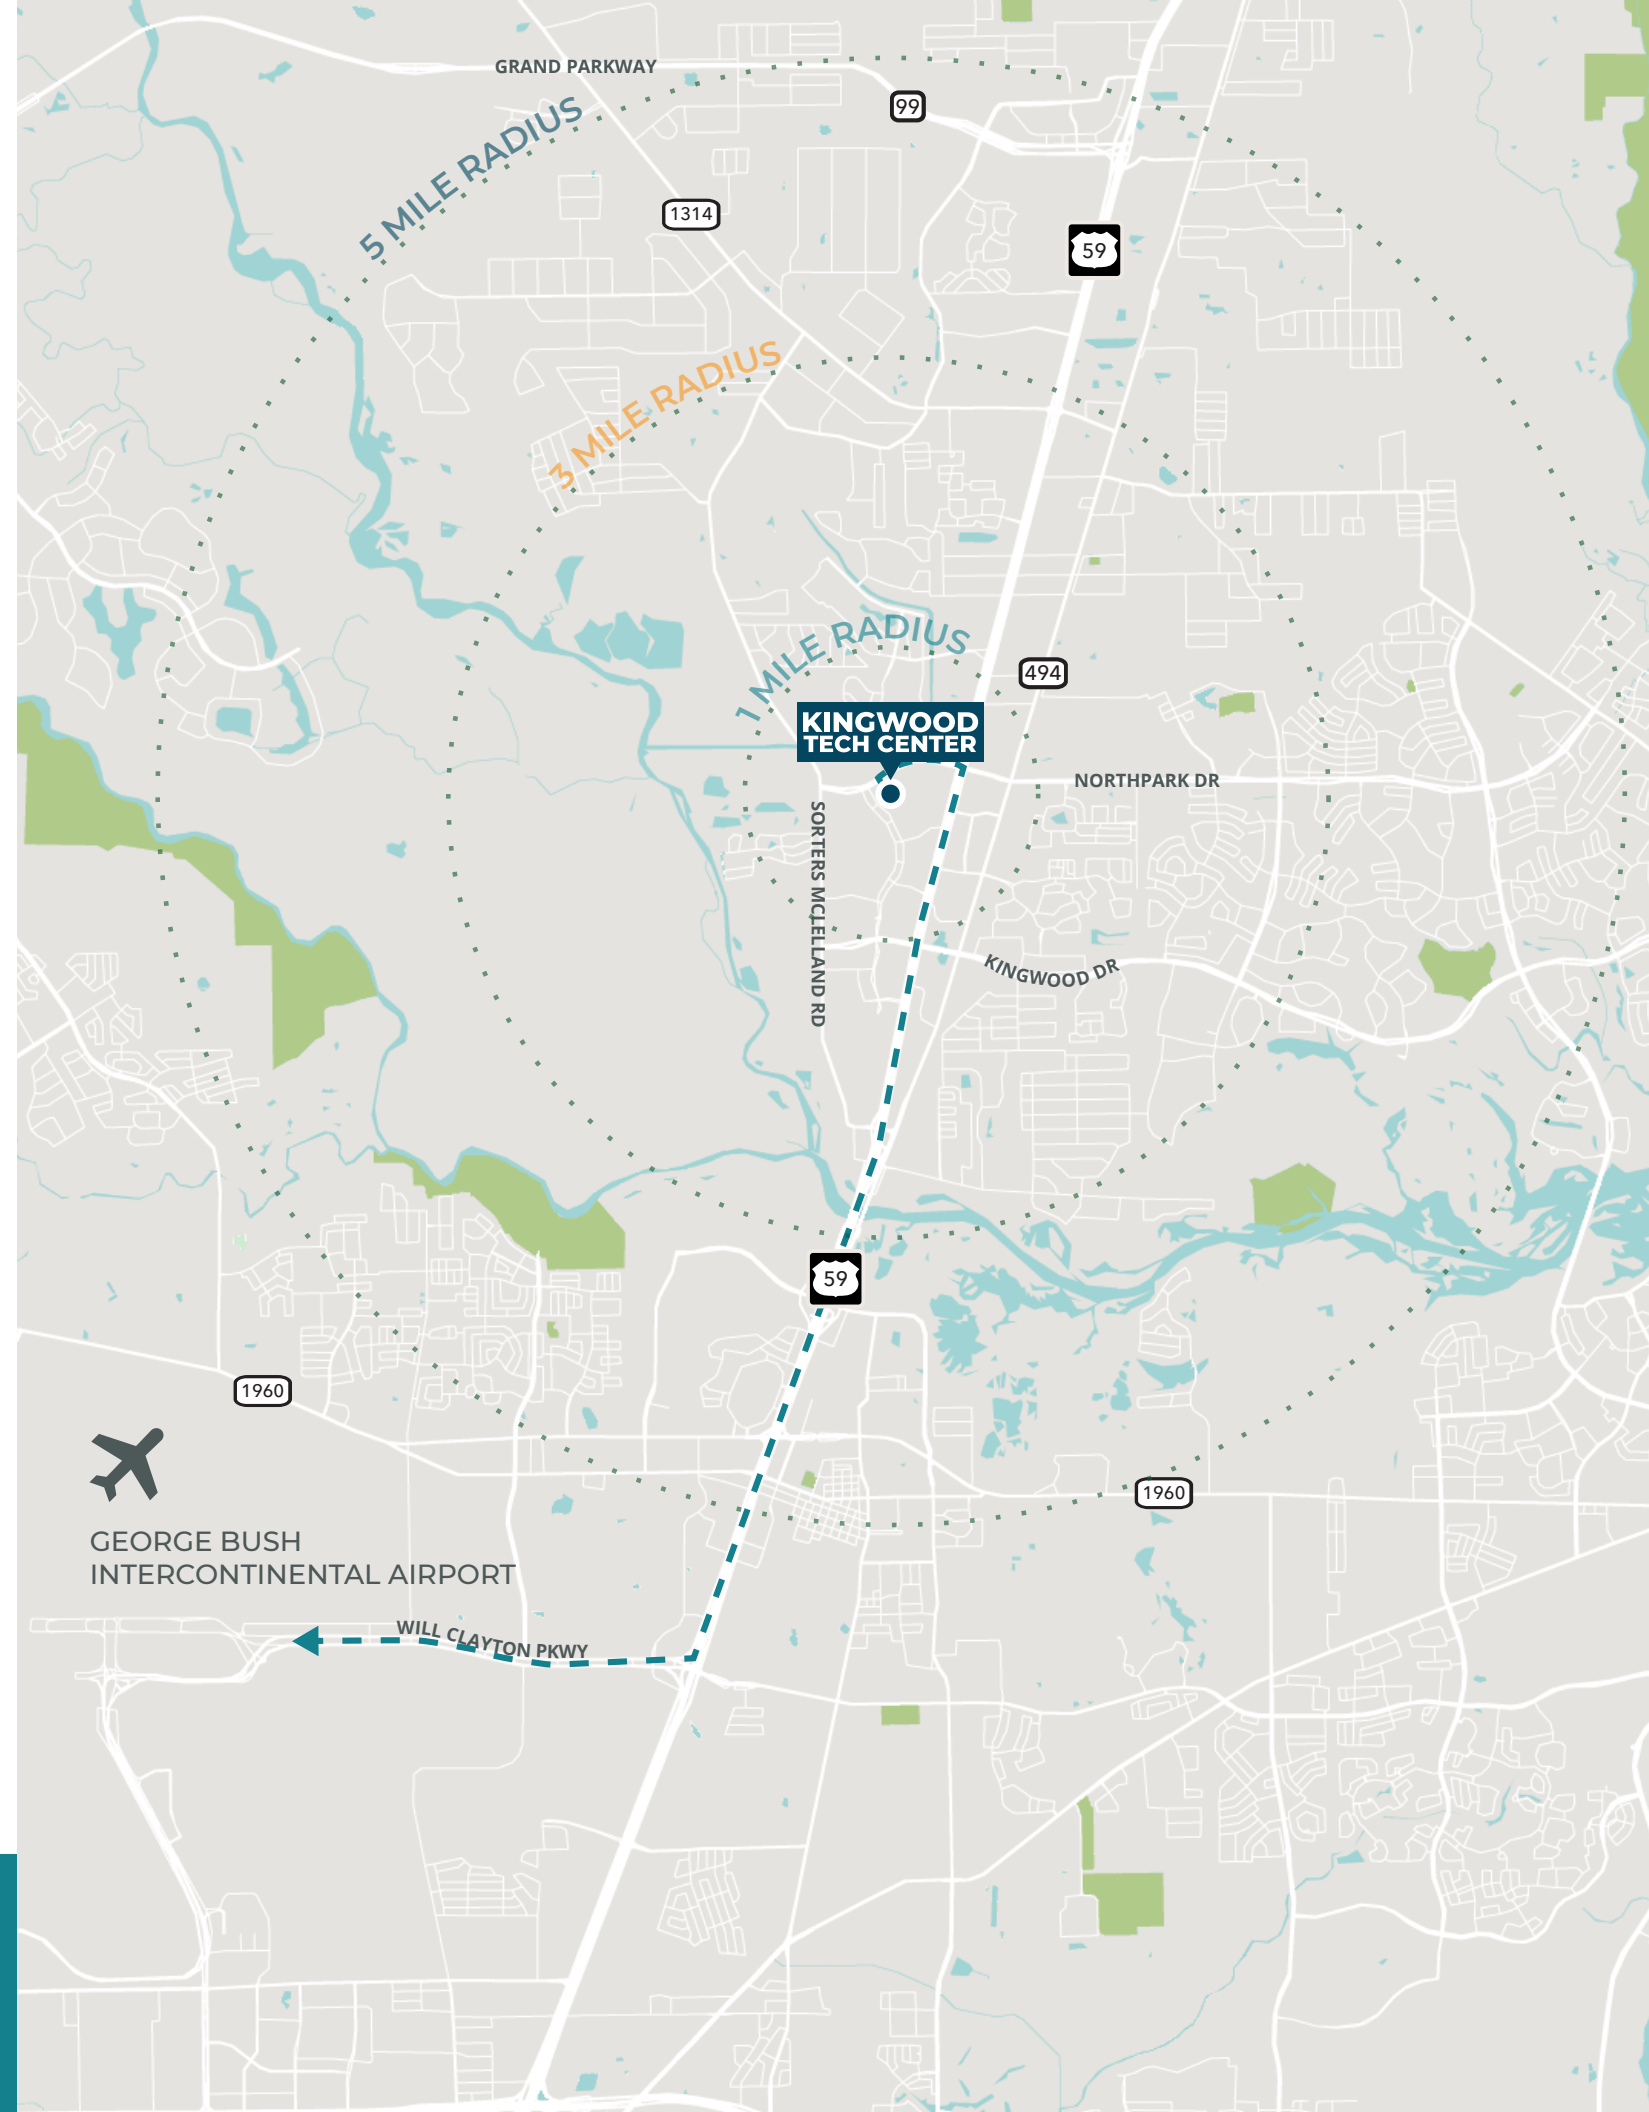 GRAND PARKWAY
99
5 MILE RADIUS
1314
59
3 MILE RADIUS
1 MILE RADIUS
494
KINGWOOD
TECH CENTER
NORTHPARK DR
SORTERS MCLELLAND RD
KINGWOOD DR
59
1960
1960
GEORGE BUSH
INTERCONTINENTAL AIRPORT
WILL CLAYTON PKWY